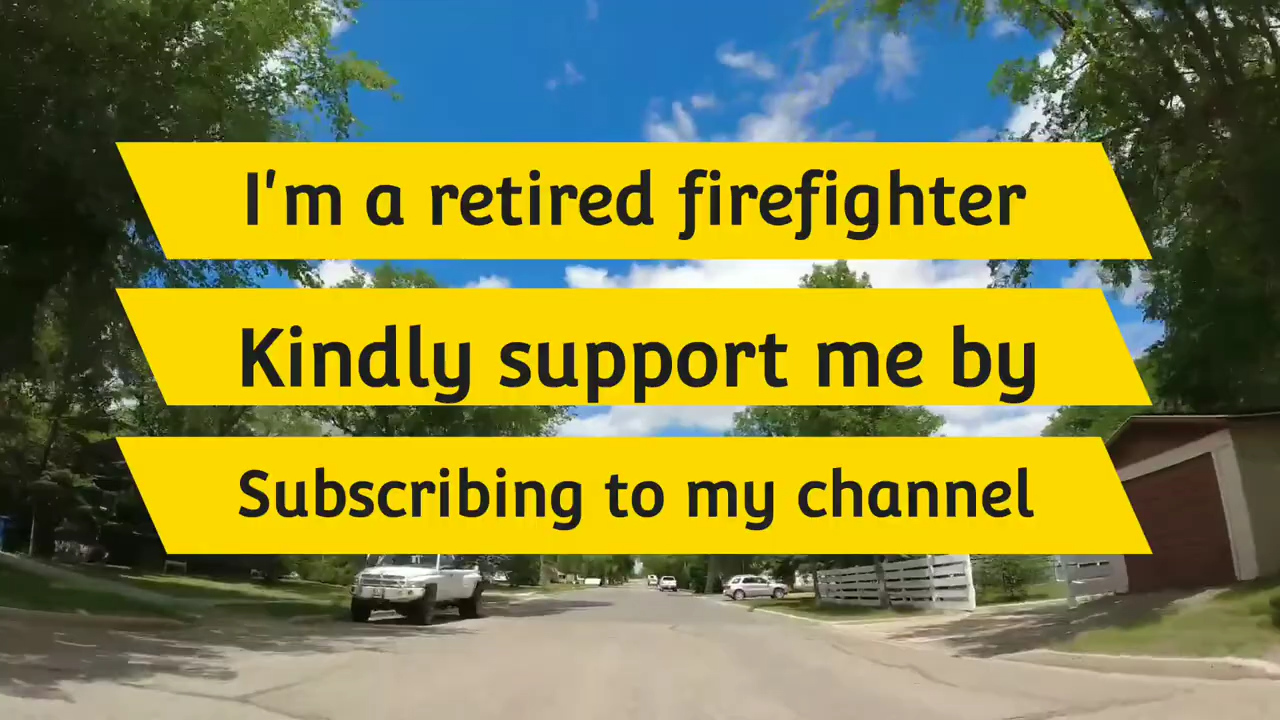 I'm a retired firefighter
Kindly support me by
Subscribing to my channel